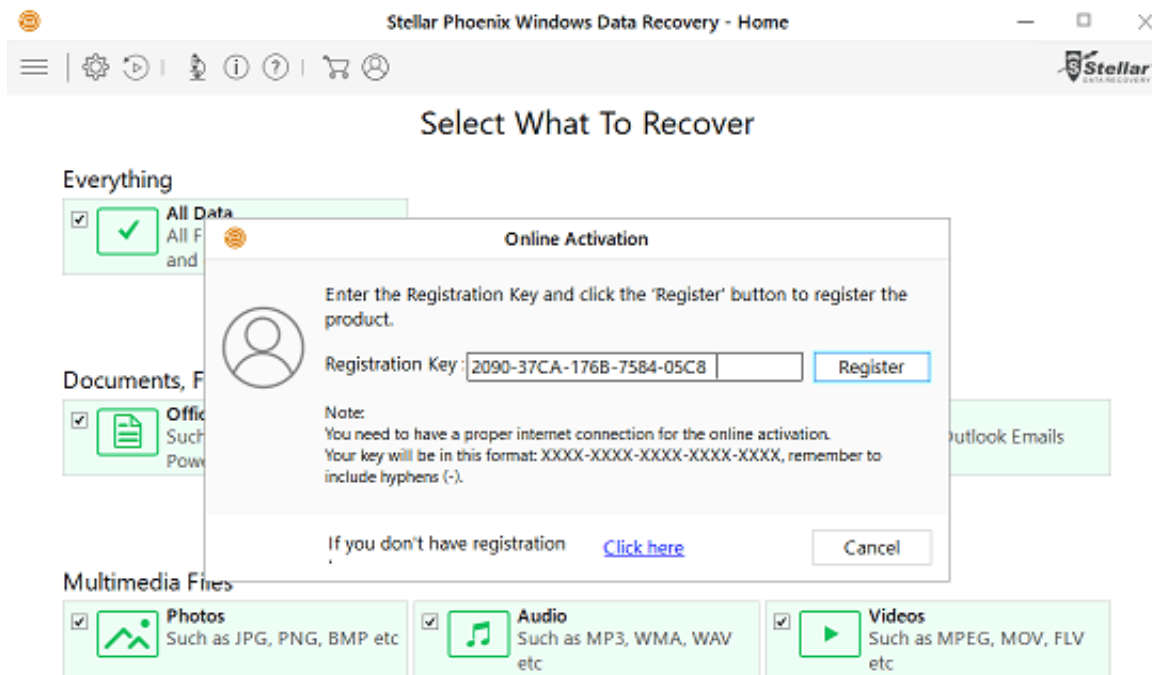 Stellar Phoenix Windows Data Recovery - Home
Stellar
DATA RECOVERY
Select What To Recover
Everything
All Data
All F
and
Online Activation
Enter the Registration Key and click the 'Register' button to register the
product.
Registration Key : 2090-37CA-176B-7584-05C8
Register
Note:
You need to have a proper internet connection for the online activation.
Your key will be in this format: XXXX-XXXX-XXXX-XXXX-XXXX, remember to
include hyphens (-).
If you don't have registration
Click here
Cancel
Documents, F
Offic
Such
Powe
Outlook Emails
Multimedia Files
Photos
Such as JPG, PNG, BMP etc
Audio
Such as MP3, WMA, WAV
etc
Videos
Such as MPEG, MOV, FLV
etc